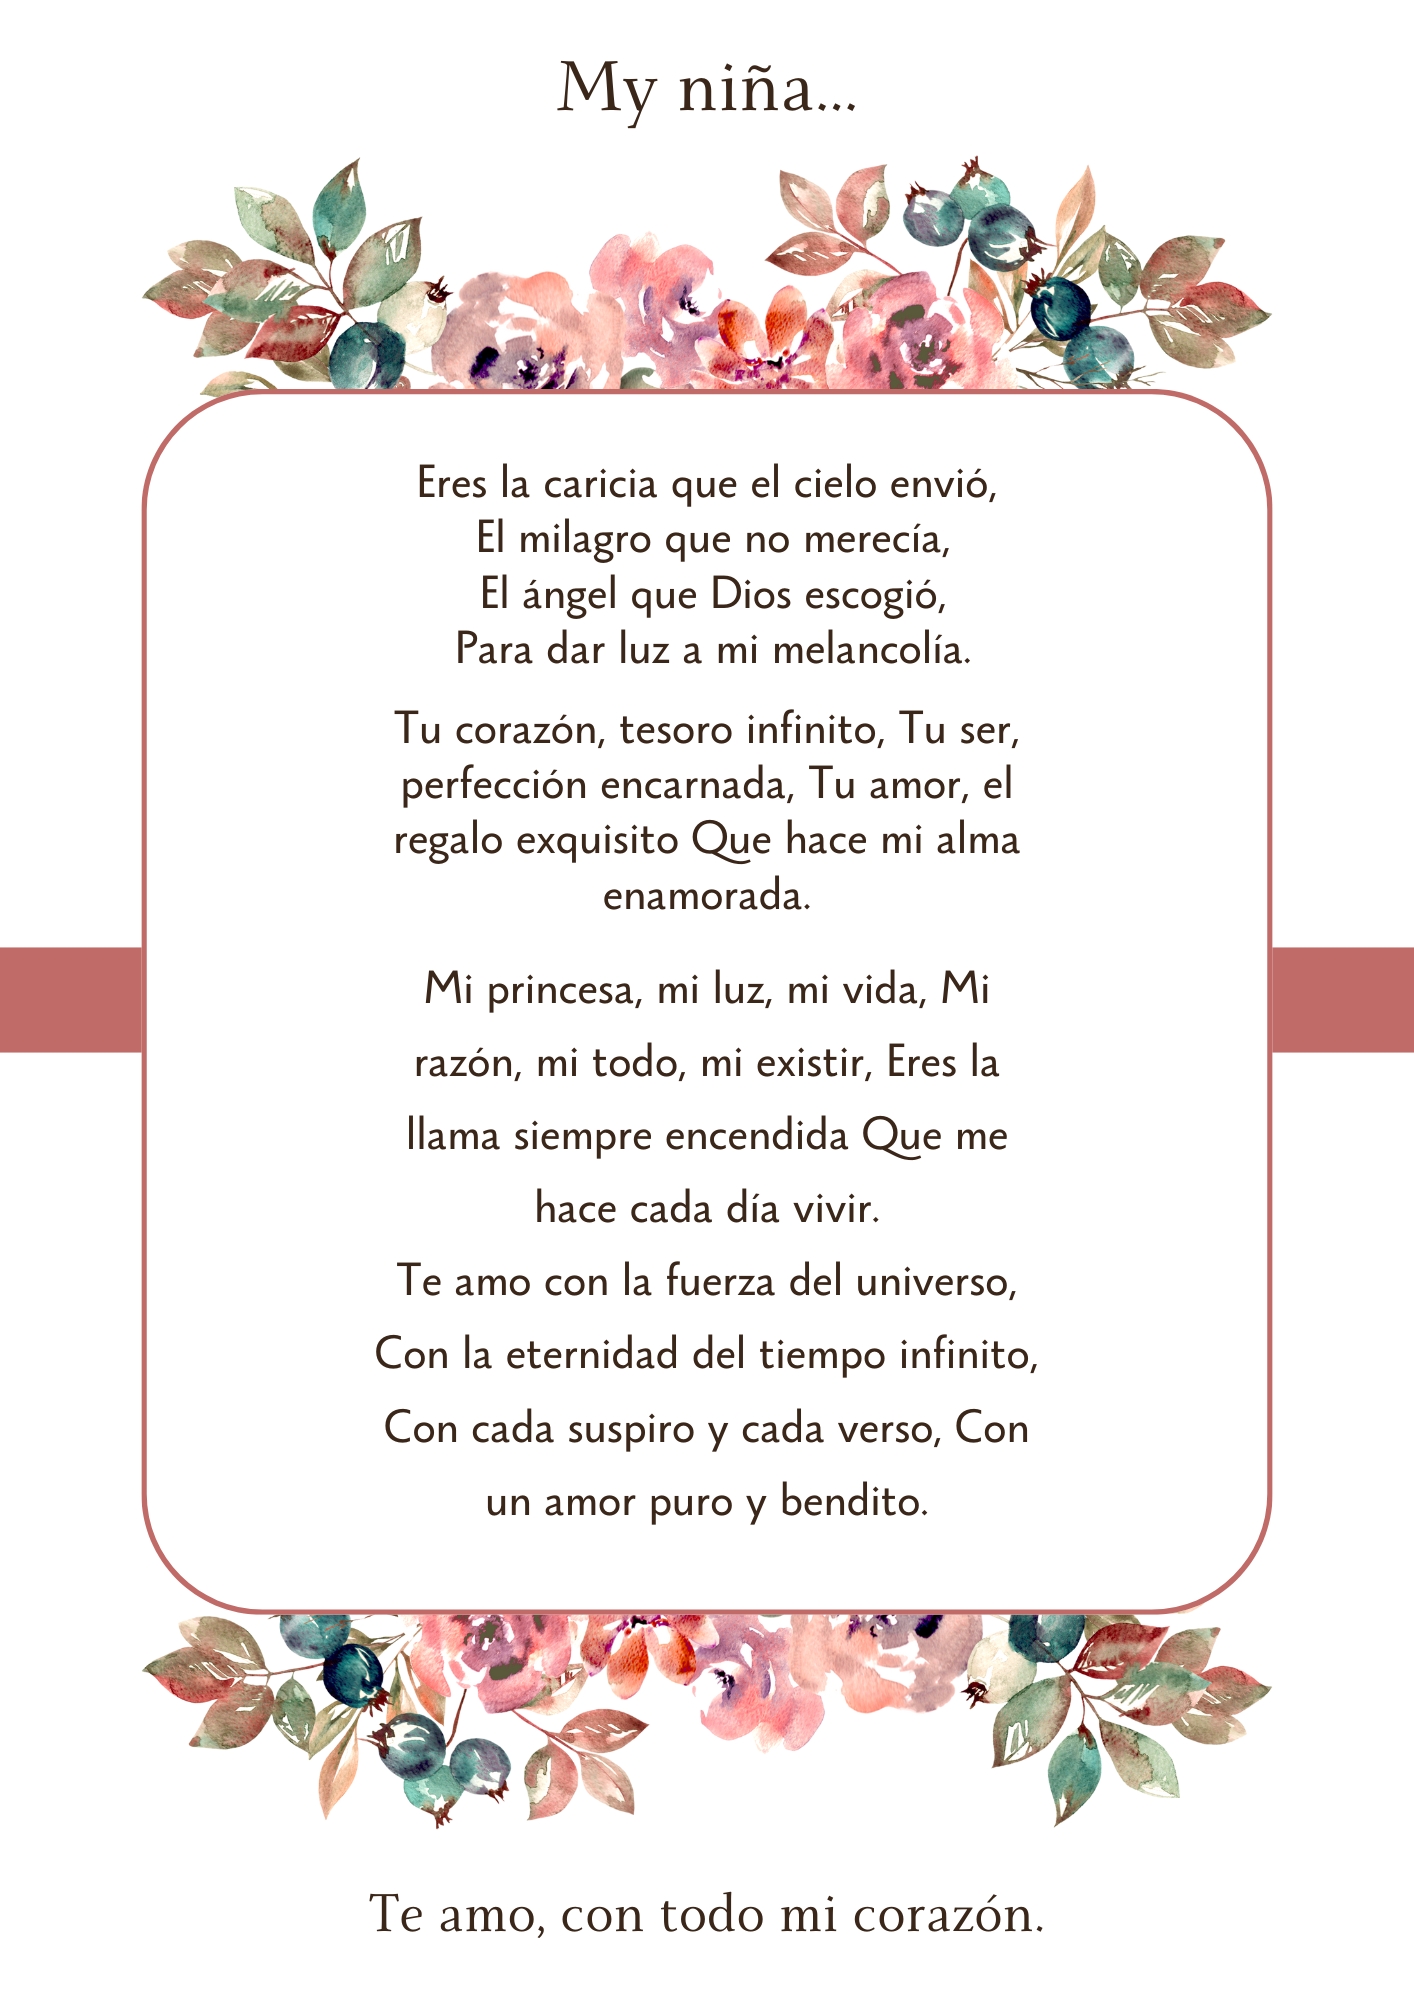 My niña...
Eres la caricia que el cielo envió,
El milagro que no merecía,
El ángel que Dios escogió,
Para dar luz a mi melancolía.
Tu corazón, tesoro infinito, Tu ser,
perfección encarnada, Tu amor, el
regalo exquisito Que hace mi alma
enamorada.
Mi princesa, mi luz, mi vida, Mi
razón, mi todo, mi existir, Eres la
llama siempre encendida Que me
hace cada día vivir.
Te amo con la fuerza del universo,
Con la eternidad del tiempo infinito,
Con cada suspiro y cada verso, Con
un amor puro y bendito.
Te amo, con todo mi corazón.